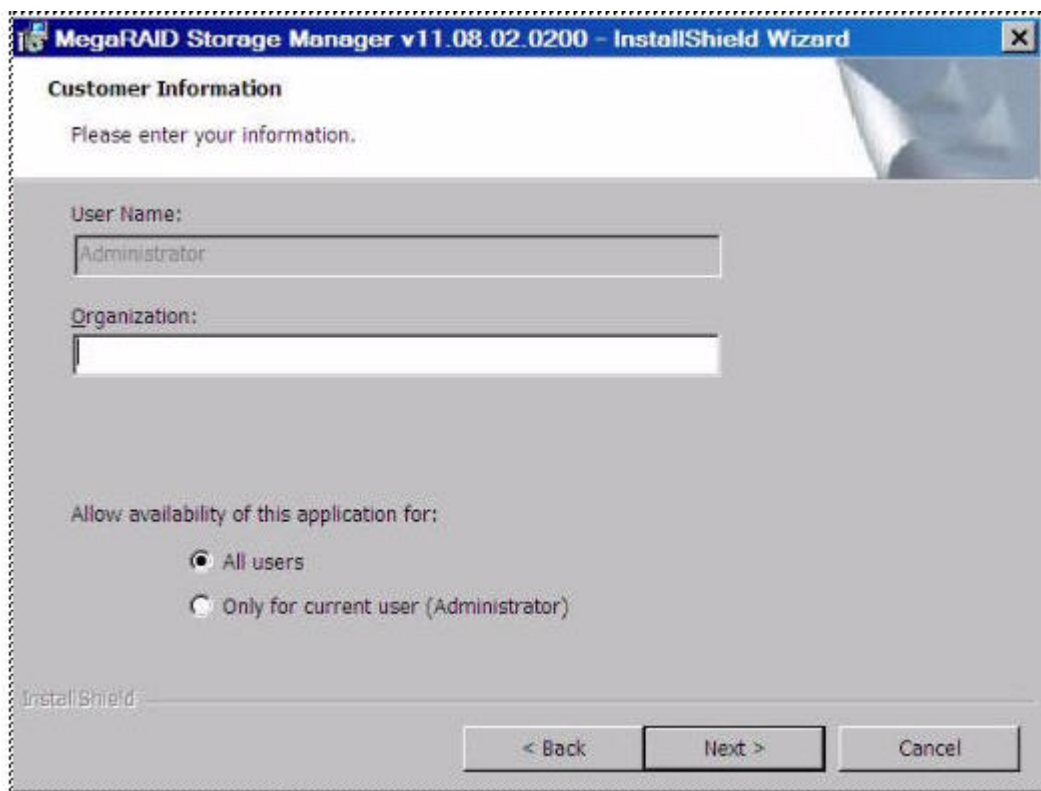 MegaRAID Storage Manager v11.08.02.0200 - InstallShield Wizard
Customer Information
Please enter your information.
User Name:
Administrator
Organization:
Allow availability of this application for:
All users
Only for current user (Administrator)
InstallShield
< Back Next > Cancel